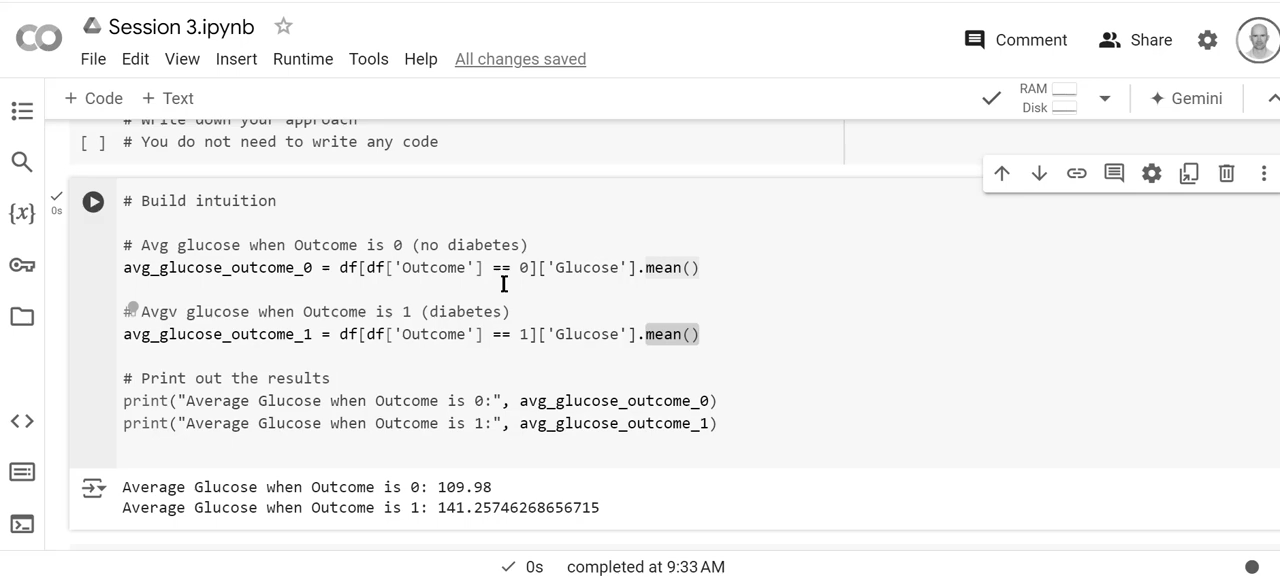 CO Session 3.ipynb
Comment Share
File Edit View Insert Runtime Tools Help All changes saved
+ Code + Text
RAM
Disk
Gemini
# Write down your approach
[ ] # You do not need to write any code
0s
# Build intuition
{x}
# Avg glucose when Outcome is 0 (no diabetes)
avg_glucose_outcome_0 = df[df['Outcome'] == 0]['Glucose'].mean()
# Avgv glucose when Outcome is 1 (diabetes)
avg_glucose_outcome_1 = df[df['Outcome'] == 1]['Glucose'].mean()
# Print out the results
print("Average Glucose when Outcome is 0:", avg_glucose_outcome_0)
print("Average Glucose when Outcome is 1:", avg_glucose_outcome_1)
Average Glucose when Outcome is 0: 109.98
Average Glucose when Outcome is 1: 141.25746268656715
0s completed at 9:33 AM